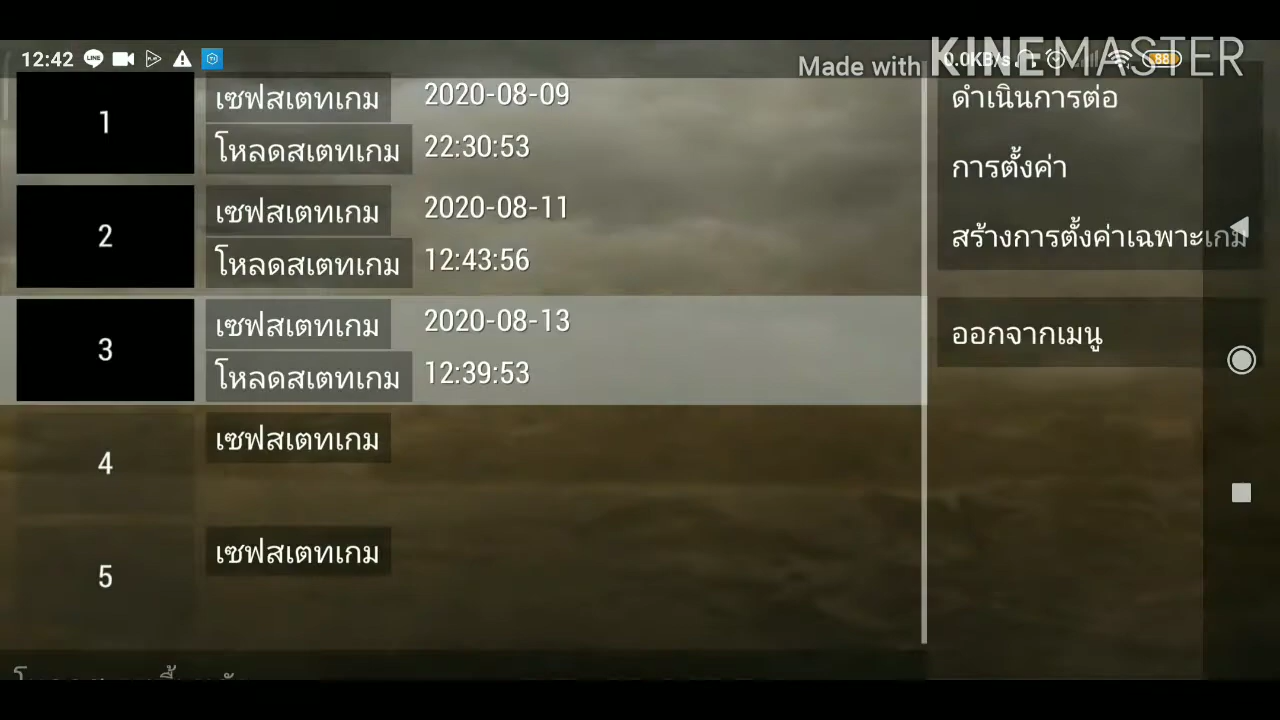 12:42
Made with KINEMASTER
0.0KB/s
88
1
เซฟสเตทเกม 2020-08-09
โหลดสเตทเกม 22:30:53
2
เซฟสเตทเกม 2020-08-11
โหลดสเตทเกม 12:43:56
3
เซฟสเตทเกม 2020-08-13
โหลดสเตทเกม 12:39:53
4
เซฟสเตทเกม
5
เซฟสเตทเกม
ดำเนินการต่อ
การตั้งค่า
สร้างการตั้งค่าเฉพาะเกม
ออกจากเมนู